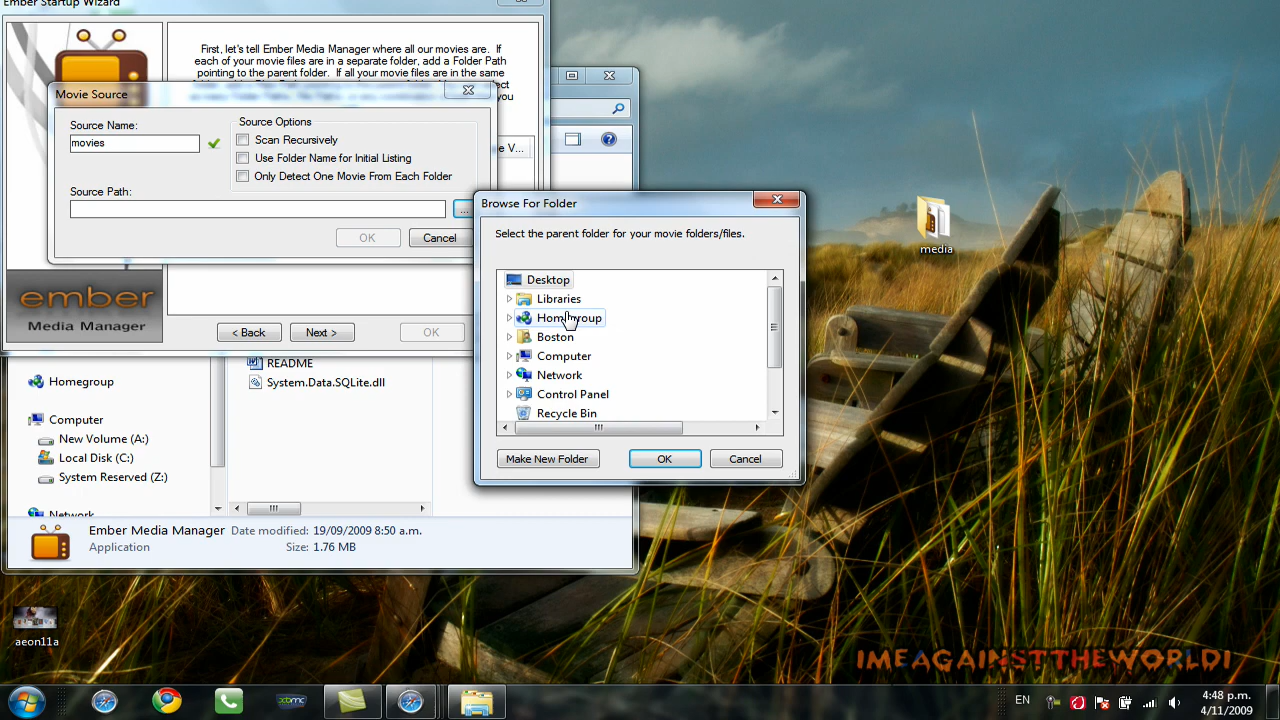 Ember Startup Wizard
First, let's tell Ember Media Manager where all our movies are. If
each of your movie files are in a separate folder, add a Folder Path
pointing to the parent folder. If all your movie files are in the same
Movie Source
Source Name:
movies
Source Options
Scan Recursively
Use Folder Name for Initial Listing
Only Detect One Movie From Each Folder
Source Path:
...
OK
Cancel
e V...
ember
Media Manager
< Back
Next >
OK
Browse For Folder
Select the parent folder for your movie folders/files.
Desktop
Libraries
Homegroup
Boston
Computer
Network
Control Panel
Recycle Bin
Make New Folder
OK
Cancel
media
Homegroup
Computer
New Volume (A:)
Local Disk (C:)
System Reserved (Z:)
Network
README
System.Data.SQLite.dll
Ember Media Manager
Date modified: 19/09/2009 8:50 a.m.
Application
Size: 1.76 MB
aeon11a
IMEAGAINSTTHEWORLD1
xbmc
EN
4:48 p.m.
4/11/2009